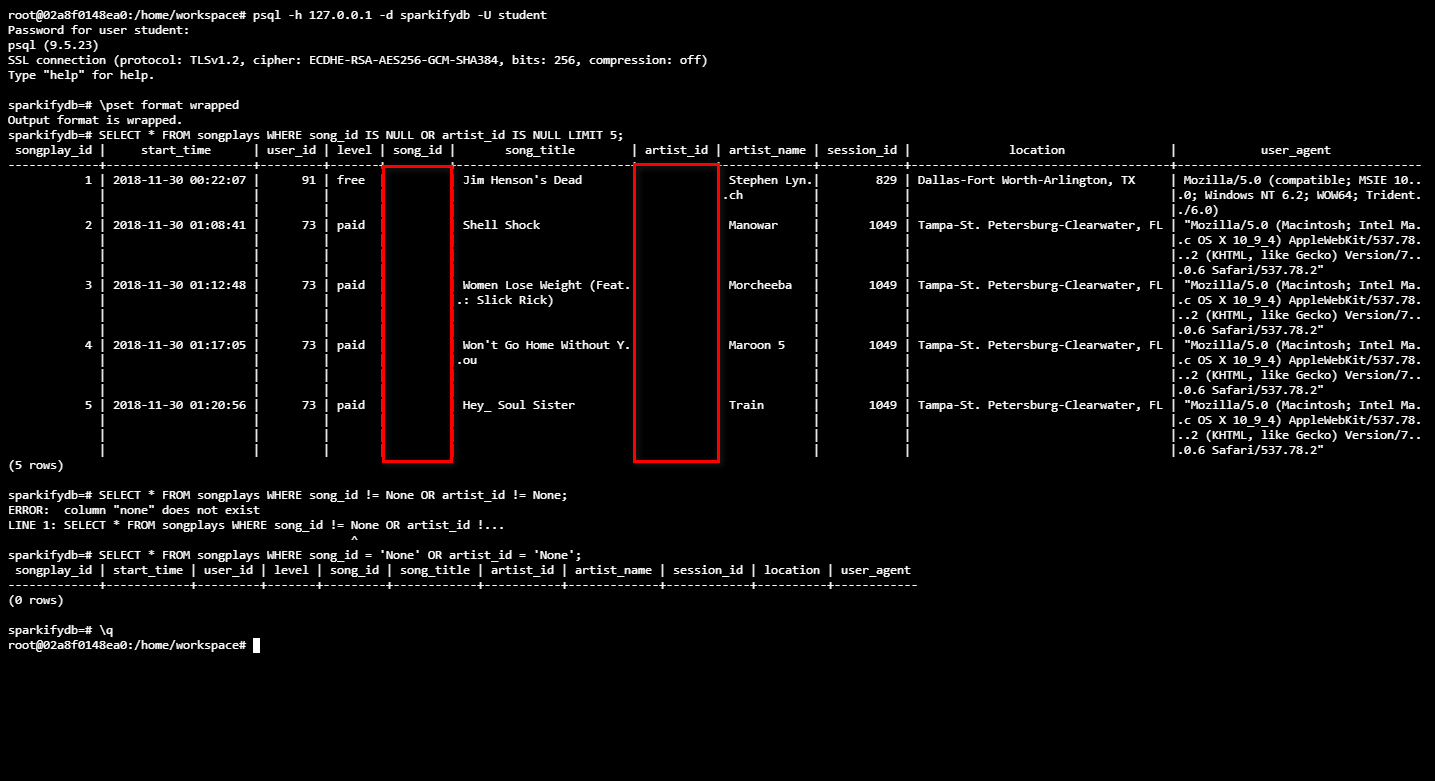 root@02a8f0148ea0:/home/workspace# psql -h 127.0.0.1 -d sparkifydb -U student
Password for user student:
psql (9.5.23)
SSL connection (protocol: TLSv1.2, cipher: ECDHE-RSA-AES256-GCM-SHA384, bits: 256, compression: off)
Type "help" for help.

sparkifydb=# \pset format wrapped
Output format is wrapped.
sparkifydb=# SELECT * FROM songplays WHERE song_id IS NULL OR artist_id IS NULL LIMIT 5;
 songplay_id |     start_time      | user_id | level | song_id |       song_title        | artist_id | artist_name | session_id |              location               |            user_agent
-------------+---------------------+---------+-------+---------+-------------------------+-----------+-------------+------------+-------------------------------------+-----------------------------------
           1 | 2018-11-30 00:22:07 |      91 | free  |         | Jim Henson's Dead       |           | Stephen Lyn.|        829 | Dallas-Fort Worth-Arlington, TX     | Mozilla/5.0 (compatible; MSIE 10..
             |                     |         |       |         |                         |           |.ch          |            |                                     |.0; Windows NT 6.2; WOW64; Trident.
             |                     |         |       |         |                         |           |             |            |                                     |./6.0)
           2 | 2018-11-30 01:08:41 |      73 | paid  |         | Shell Shock             |           | Manowar     |       1049 | Tampa-St. Petersburg-Clearwater, FL | "Mozilla/5.0 (Macintosh; Intel Ma.
             |                     |         |       |         |                         |           |             |            |                                     |.c OS X 10_9_4) AppleWebKit/537.78.
             |                     |         |       |         |                         |           |             |            |                                     |..2 (KHTML, like Gecko) Version/7..
             |                     |         |       |         |                         |           |             |            |                                     |.0.6 Safari/537.78.2"
           3 | 2018-11-30 01:12:48 |      73 | paid  |         | Women Lose Weight (Feat.|           | Morcheeba   |       1049 | Tampa-St. Petersburg-Clearwater, FL | "Mozilla/5.0 (Macintosh; Intel Ma.
             |                     |         |       |         |.: Slick Rick)           |           |             |            |                                     |.c OS X 10_9_4) AppleWebKit/537.78.
             |                     |         |       |         |                         |           |             |            |                                     |..2 (KHTML, like Gecko) Version/7..
             |                     |         |       |         |                         |           |             |            |                                     |.0.6 Safari/537.78.2"
           4 | 2018-11-30 01:17:05 |      73 | paid  |         | Won't Go Home Without Y.|           | Maroon 5    |       1049 | Tampa-St. Petersburg-Clearwater, FL | "Mozilla/5.0 (Macintosh; Intel Ma.
             |                     |         |       |         |.ou                      |           |             |            |                                     |.c OS X 10_9_4) AppleWebKit/537.78.
             |                     |         |       |         |                         |           |             |            |                                     |..2 (KHTML, like Gecko) Version/7..
             |                     |         |       |         |                         |           |             |            |                                     |.0.6 Safari/537.78.2"
           5 | 2018-11-30 01:20:56 |      73 | paid  |         | Hey_ Soul Sister        |           | Train       |       1049 | Tampa-St. Petersburg-Clearwater, FL | "Mozilla/5.0 (Macintosh; Intel Ma.
             |                     |         |       |         |                         |           |             |            |                                     |.c OS X 10_9_4) AppleWebKit/537.78.
             |                     |         |       |         |                         |           |             |            |                                     |..2 (KHTML, like Gecko) Version/7..
             |                     |         |       |         |                         |           |             |            |                                     |.0.6 Safari/537.78.2"
(5 rows)

sparkifydb=# SELECT * FROM songplays WHERE song_id != None OR artist_id != None;
ERROR:  column "none" does not exist
LINE 1: SELECT * FROM songplays WHERE song_id != None OR artist_id !...
                                                 ^
sparkifydb=# SELECT * FROM songplays WHERE song_id = 'None' OR artist_id = 'None';
 songplay_id | start_time | user_id | level | song_id | song_title | artist_id | artist_name | session_id | location | user_agent
-------------+------------+---------+-------+---------+------------+-----------+-------------+------------+----------+------------
(0 rows)

sparkifydb=# \q
root@02a8f0148ea0:/home/workspace#